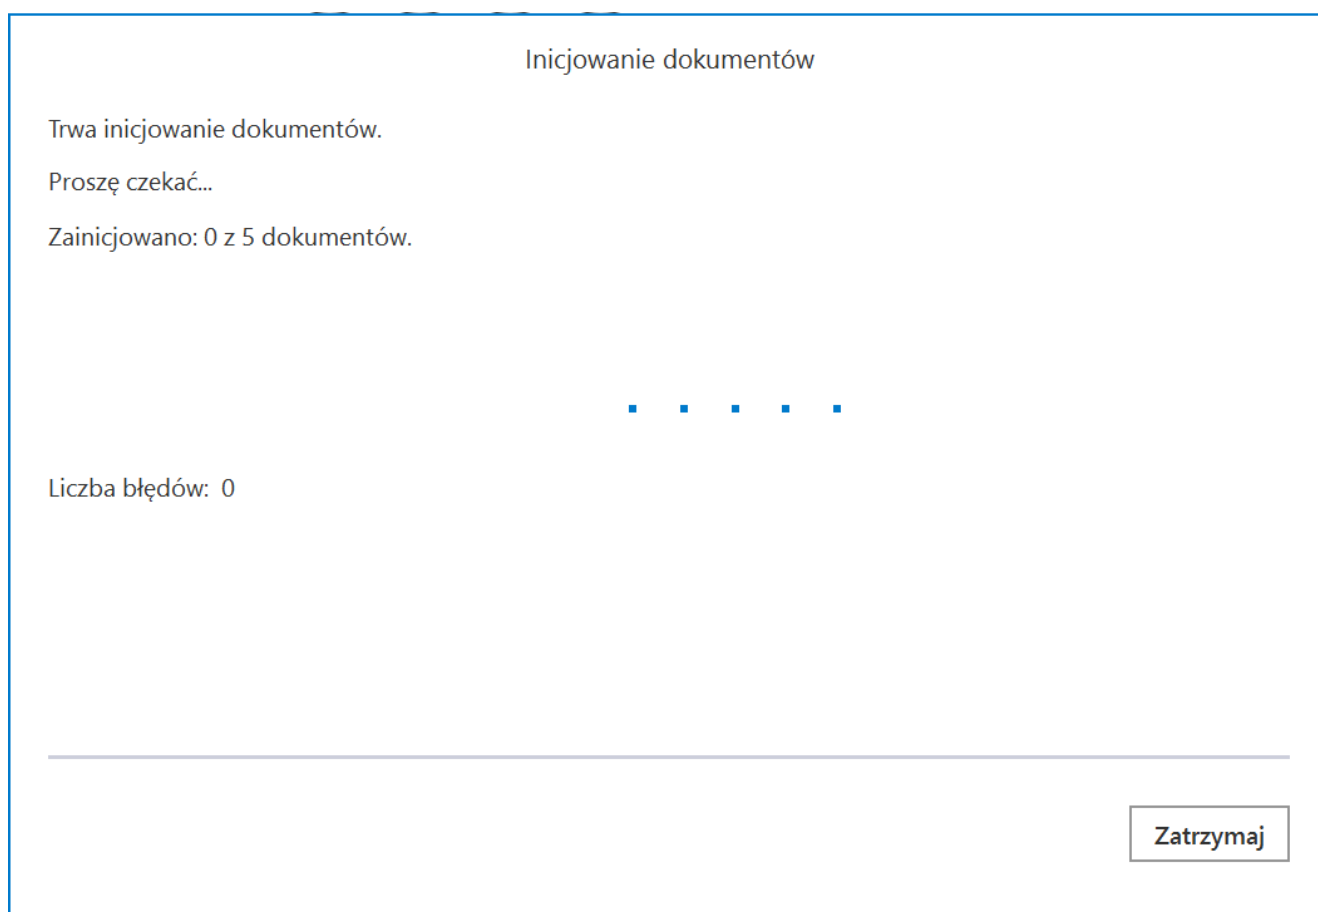 Inicjowanie dokumentów
Trwa inicjowanie dokumentów.
Proszę czekać...
Zainicjowano: 0 z 5 dokumentów.
Liczba błędów: 0
Zatrzymaj